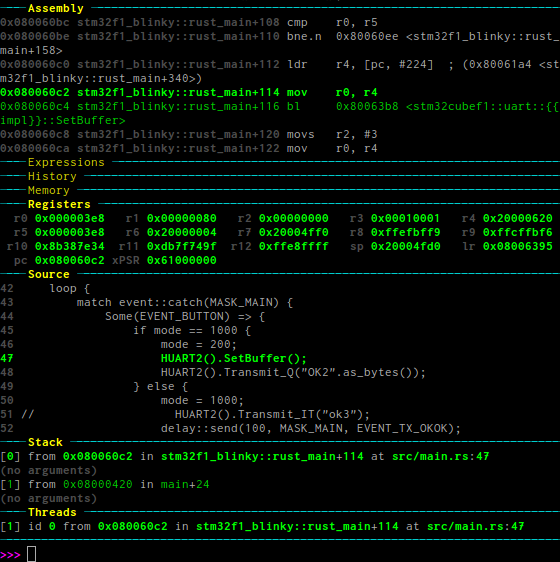 Assembly
0x080060bc stm32f1_blinky::rust_main+108 cmp r0, r5
0x080060be stm32f1_blinky::rust_main+110 bne.n 0x80060ee <stm32f1_blinky::rust_
main+158>
0x080060c0 stm32f1_blinky::rust_main+112 ldr r4, [pc, #224] ; (0x80061a4 <st
m32f1_blinky::rust_main+340>)
0x080060c2 stm32f1_blinky::rust_main+114 mov r0, r4
0x080060c4 stm32f1_blinky::rust_main+116 bl 0x80063b8 <stm32cubef1::uart::{{
impl}}::SetBuffer>
0x080060c8 stm32f1_blinky::rust_main+120 movs r2, #3
0x080060ca stm32f1_blinky::rust_main+122 mov r0, r4
Expressions
History
Memory
Registers
r0 0x000003e8 r1 0x00000080 r2 0x00000000 r3 0x00010001 r4 0x20000620
r5 0x000003e8 r6 0x20000004 r7 0x20004ff0 r8 0xffefbff9 r9 0xffcffbf6
r10 0x8b387e34 r11 0xdb7f749f r12 0xffe8ffff sp 0x20004fd0 lr 0x08006395
pc 0x080060c2 xPSR 0x61000000
Source
42 loop {
43 match event::catch(MASK_MAIN) {
44 Some(EVENT_BUTTON) => {
45 if mode == 1000 {
46 mode = 200;
47 HUART2().SetBuffer();
48 HUART2().Transmit_Q("OK2".as_bytes());
49 } else {
50 mode = 1000;
51 // HUART2().Transmit_IT("ok3");
52 delay::send(100, MASK_MAIN, EVENT_TX_OKOK);
Stack
[0] from 0x080060c2 in stm32f1_blinky::rust_main+114 at src/main.rs:47
(no arguments)
[1] from 0x08000420 in main+24
(no arguments)
Threads
[1] id 0 from 0x080060c2 in stm32f1_blinky::rust_main+114 at src/main.rs:47
>>>